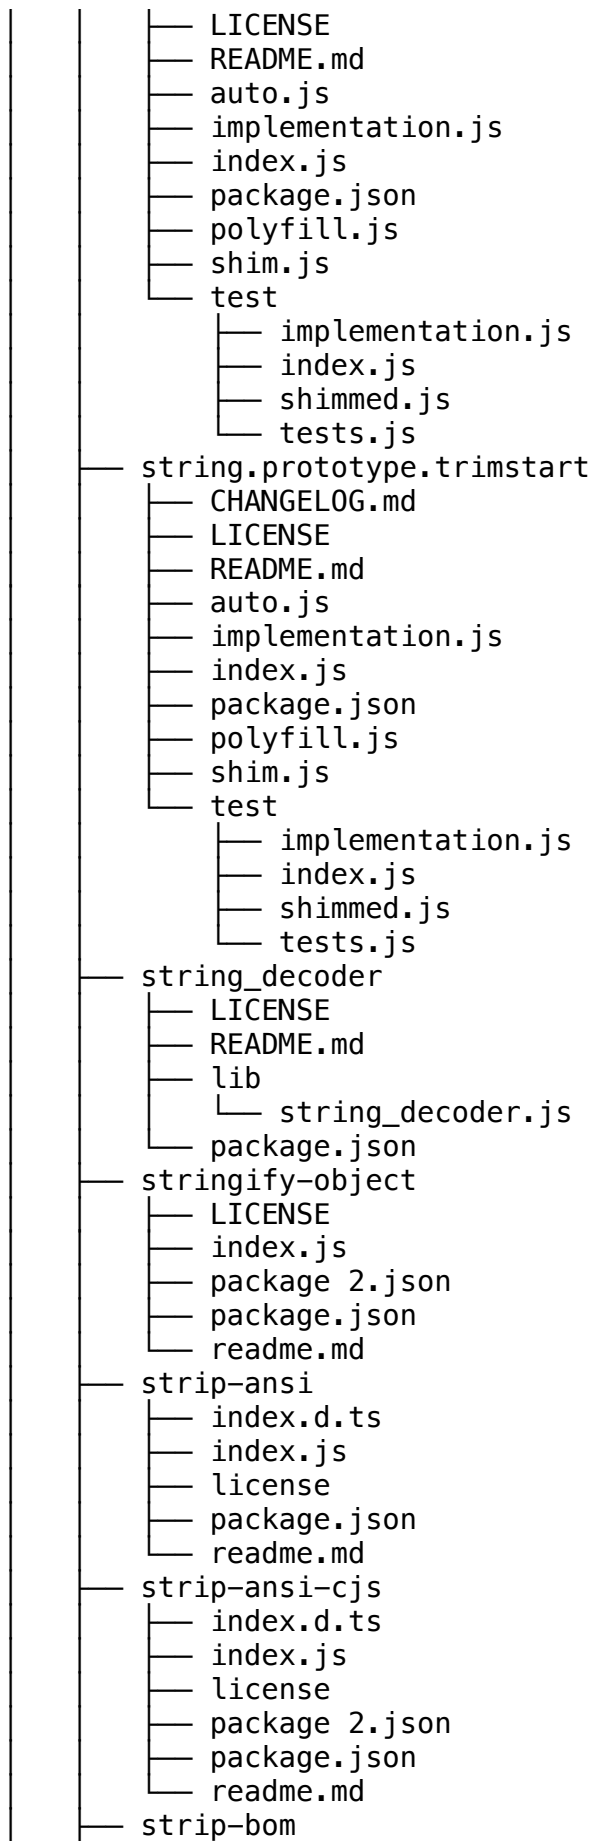 │   │   ├── LICENSE
│   │   ├── README.md
│   │   ├── auto.js
│   │   ├── implementation.js
│   │   ├── index.js
│   │   ├── package.json
│   │   ├── polyfill.js
│   │   ├── shim.js
│   │   └── test
│   │       ├── implementation.js
│   │       ├── index.js
│   │       ├── shimmed.js
│   │       └── tests.js
│   ├── string.prototype.trimstart
│   │   ├── CHANGELOG.md
│   │   ├── LICENSE
│   │   ├── README.md
│   │   ├── auto.js
│   │   ├── implementation.js
│   │   ├── index.js
│   │   ├── package.json
│   │   ├── polyfill.js
│   │   ├── shim.js
│   │   └── test
│   │       ├── implementation.js
│   │       ├── index.js
│   │       ├── shimmed.js
│   │       └── tests.js
│   ├── string_decoder
│   │   ├── LICENSE
│   │   ├── README.md
│   │   ├── lib
│   │   │   └── string_decoder.js
│   │   └── package.json
│   ├── stringify-object
│   │   ├── LICENSE
│   │   ├── index.js
│   │   ├── package 2.json
│   │   ├── package.json
│   │   └── readme.md
│   ├── strip-ansi
│   │   ├── index.d.ts
│   │   ├── index.js
│   │   ├── license
│   │   ├── package.json
│   │   └── readme.md
│   ├── strip-ansi-cjs
│   │   ├── index.d.ts
│   │   ├── index.js
│   │   ├── license
│   │   ├── package 2.json
│   │   ├── package.json
│   │   └── readme.md
│   ├── strip-bom